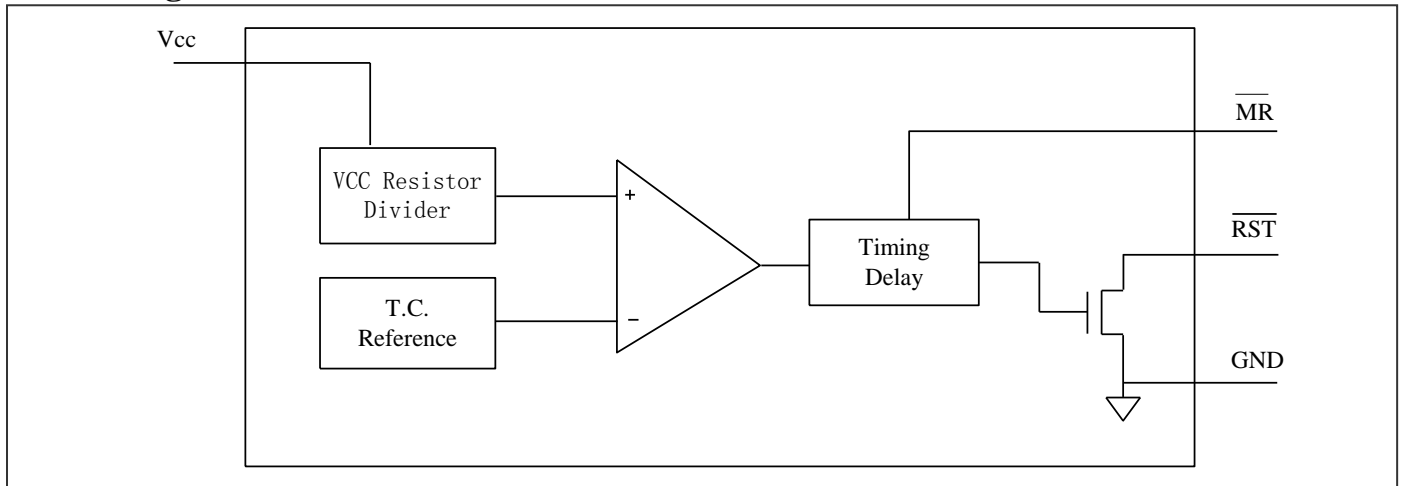 Vcc
MR
VCC Resistor
Divider
+
Timing
Delay
RST
T.C.
Reference
−
GND